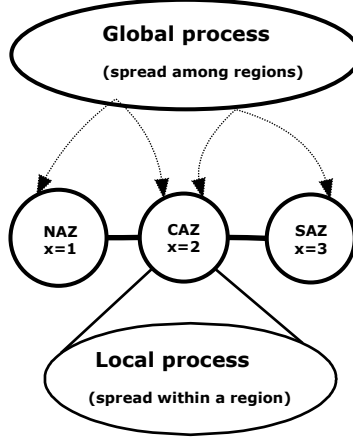 Global process
(spread among regions)
NAZ
x=1
CAZ
x=2
SAZ
x=3
Local process
(spread within a region)